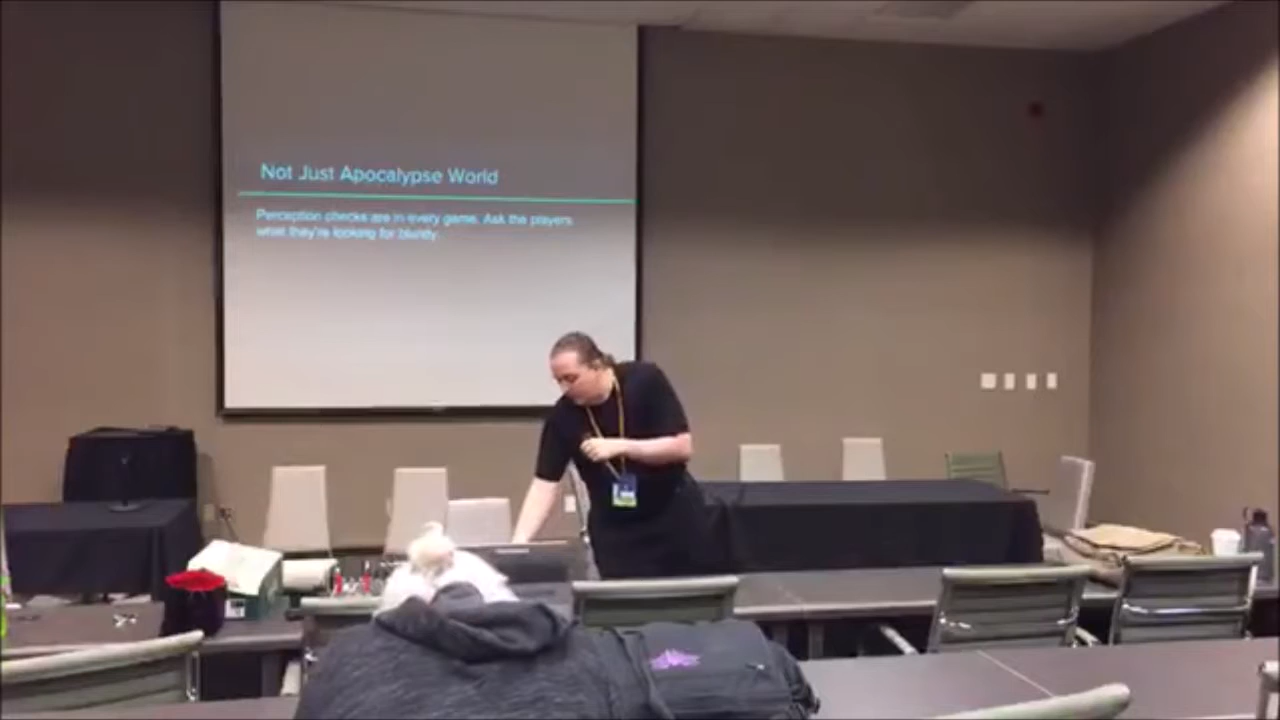 Not Just Apocalypse World
Perception checks are in every game. Ask the players
what they're looking for bluntly.